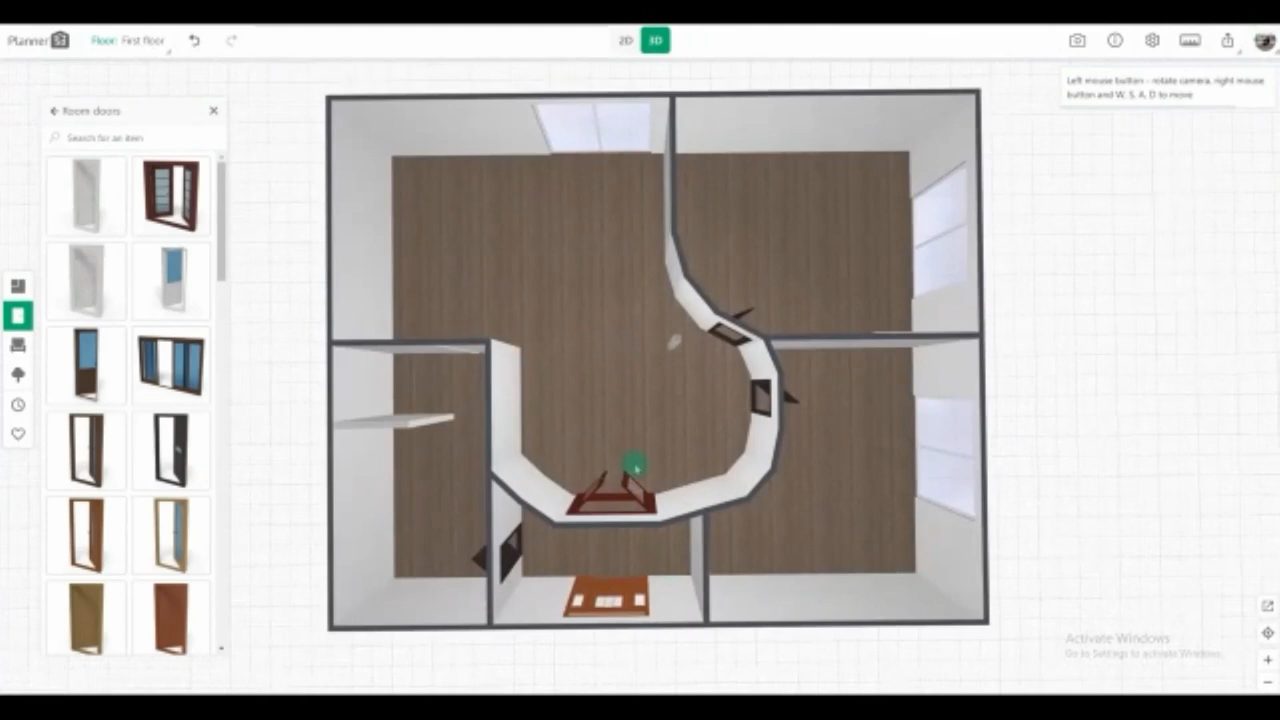 Planner 5D
Floor: First floor
2D
3D
Left mouse button - rotate camera, right mouse
button and W, S, A, D to move
Room doors
Search for an item
Activate Windows
Go to Settings to activate Windows.